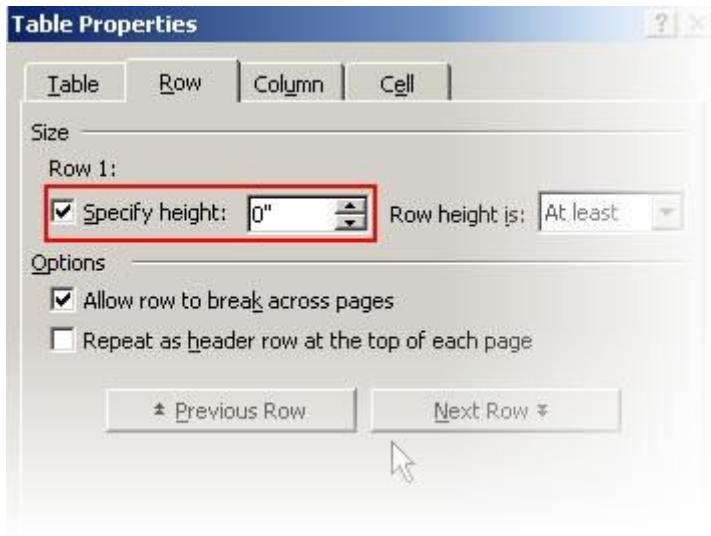 Table Properties
?
Table Row Column Cell
Size
Row 1:
Specify height: 0" Row height is: At least
Options
Allow row to break across pages
Repeat as header row at the top of each page
Previous Row Next Row